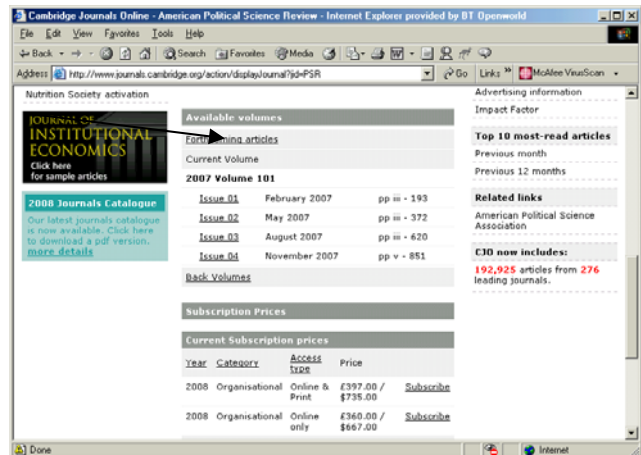 Cambridge Journals Online - American Political Science Review - Internet Explorer provided by BT Openworld
File Edit View Favorites Tools Help
Back Search Favorites Media
Address http://www.journals.cambridge.org/action/displayJournal?jid=PSR Go Links » McAfee VirusScan
Nutrition Society activation
JOURNAL OF
INSTITUTIONAL
ECONOMICS
Click here
for sample articles
2008 Journals Catalogue
Our latest journals catalogue
is now available. Click here
to download a pdf version.
more details
Available volumes
Forthcoming articles
Current Volume
2007 Volume 101
Issue 01 February 2007 pp iii - 193
Issue 02 May 2007 pp iii - 372
Issue 03 August 2007 pp iii - 620
Issue 04 November 2007 pp v - 851
Back Volumes
Subscription Prices
Current Subscription prices
Year Category Access type Price
2008 Organisational Online & Print £397.00 / $735.00 Subscribe
2008 Organisational Online only £360.00 / $667.00 Subscribe
Advertising information
Impact Factor
Top 10 most-read articles
Previous month
Previous 12 months
Related links
American Political Science
Association
CJO now includes:
192,925 articles from 276
leading journals.
Done Internet